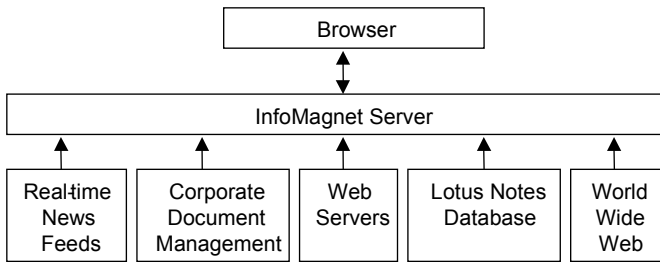 Browser
InfoMagnet Server
Real-time
News
Feeds
Corporate
Document
Management
Web
Servers
Lotus Notes
Database
World
Wide
Web